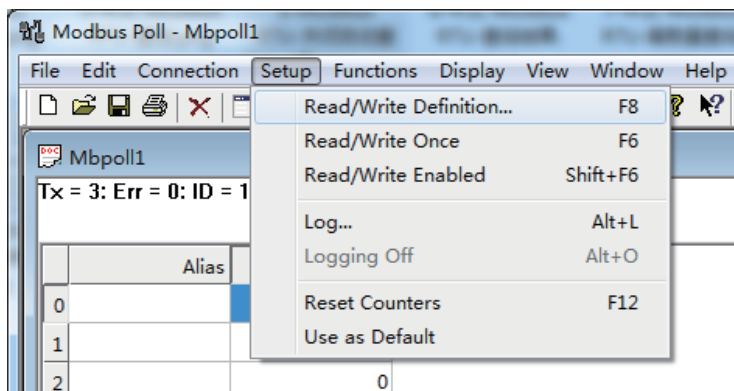 Modbus Poll - Mbpoll1
File Edit Connection Setup Functions Display View Window Help
Read/Write Definition... F8
Read/Write Once F6
Read/Write Enabled Shift+F6
Log... Alt+L
Logging Off Alt+O
Reset Counters F12
Use as Default
Mbpoll1
Tx = 3: Err = 0: ID = 1
Alias
0
1
2 0